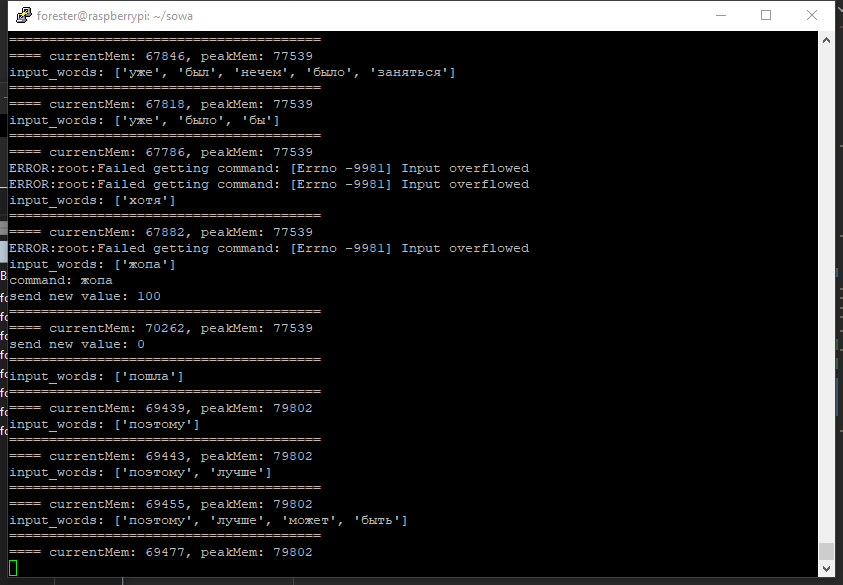 forester@raspberrypi: ~/sowa
=======================================
==== currentMem: 67846, peakMem: 77539
input_words: ['уже', 'был', 'нечем', 'было', 'заняться']
=======================================
==== currentMem: 67818, peakMem: 77539
input_words: ['уже', 'было', 'бы']
=======================================
==== currentMem: 67786, peakMem: 77539
ERROR:root:Failed getting command: [Errno -9981] Input overflowed
ERROR:root:Failed getting command: [Errno -9981] Input overflowed
input_words: ['хотя']
=======================================
==== currentMem: 67882, peakMem: 77539
ERROR:root:Failed getting command: [Errno -9981] Input overflowed
input_words: ['жопа']
command: жопа
send new value: 100
=======================================
==== currentMem: 70262, peakMem: 77539
send new value: 0
=======================================
input_words: ['пошла']
=======================================
==== currentMem: 69439, peakMem: 79802
input_words: ['поэтому']
=======================================
==== currentMem: 69443, peakMem: 79802
input_words: ['поэтому', 'лучше']
=======================================
==== currentMem: 69455, peakMem: 79802
input_words: ['поэтому', 'лучше', 'может', 'быть']
=======================================
==== currentMem: 69477, peakMem: 79802